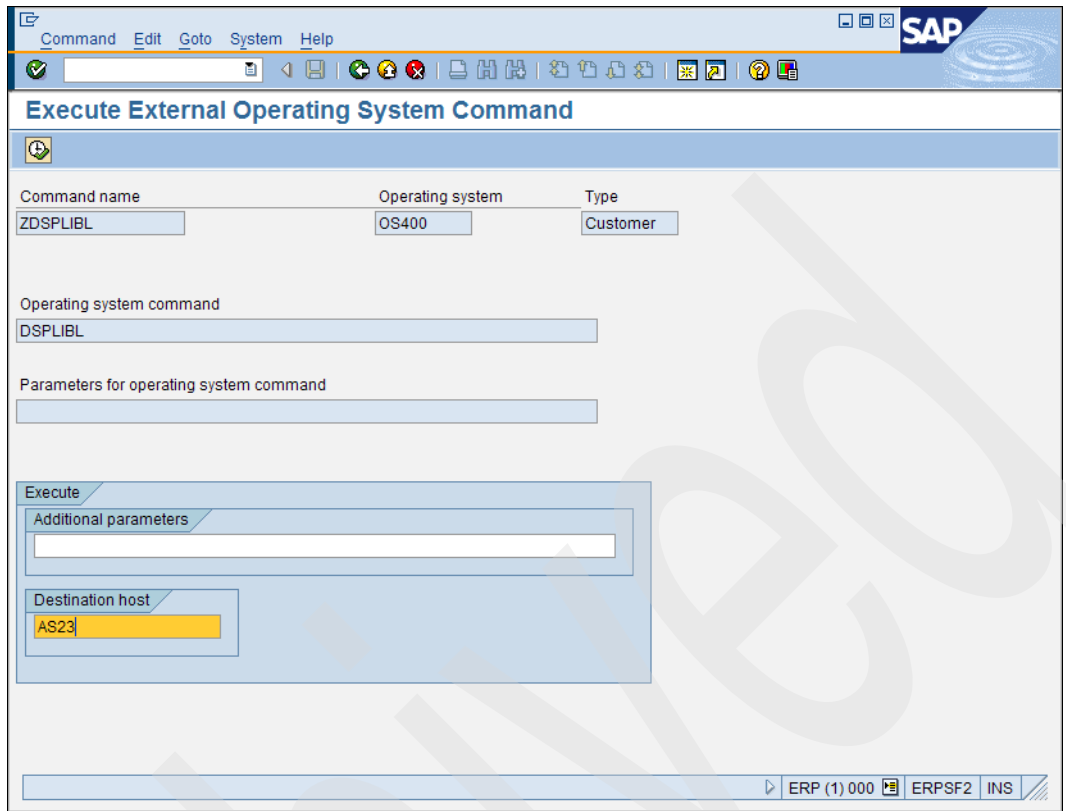 Command Edit Goto System Help
SAP
Execute External Operating System Command
Command name Operating system Type
ZDSPLIBL OS400 Customer
Operating system command
DSPLIBL
Parameters for operating system command
Execute
Additional parameters
Destination host
AS23
ERP (1) 000 ERPSF2 INS